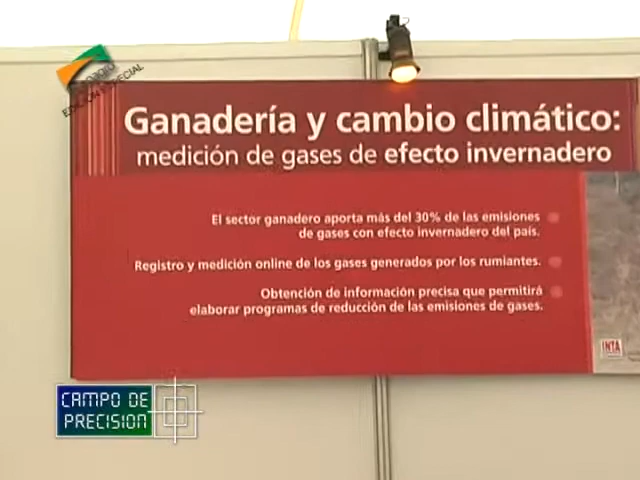 EDICIÓN ESPECIAL
Ganadería y cambio climático:
medición de gases de efecto invernadero
El sector ganadero aporta más del 30% de las emisiones
de gases con efecto invernadero del país.
Registro y medición online de los gases generados por los rumiantes.
Obtención de información precisa que permitirá
elaborar programas de reducción de las emisiones de gases.
INTA
CAMPO DE
PRECISION